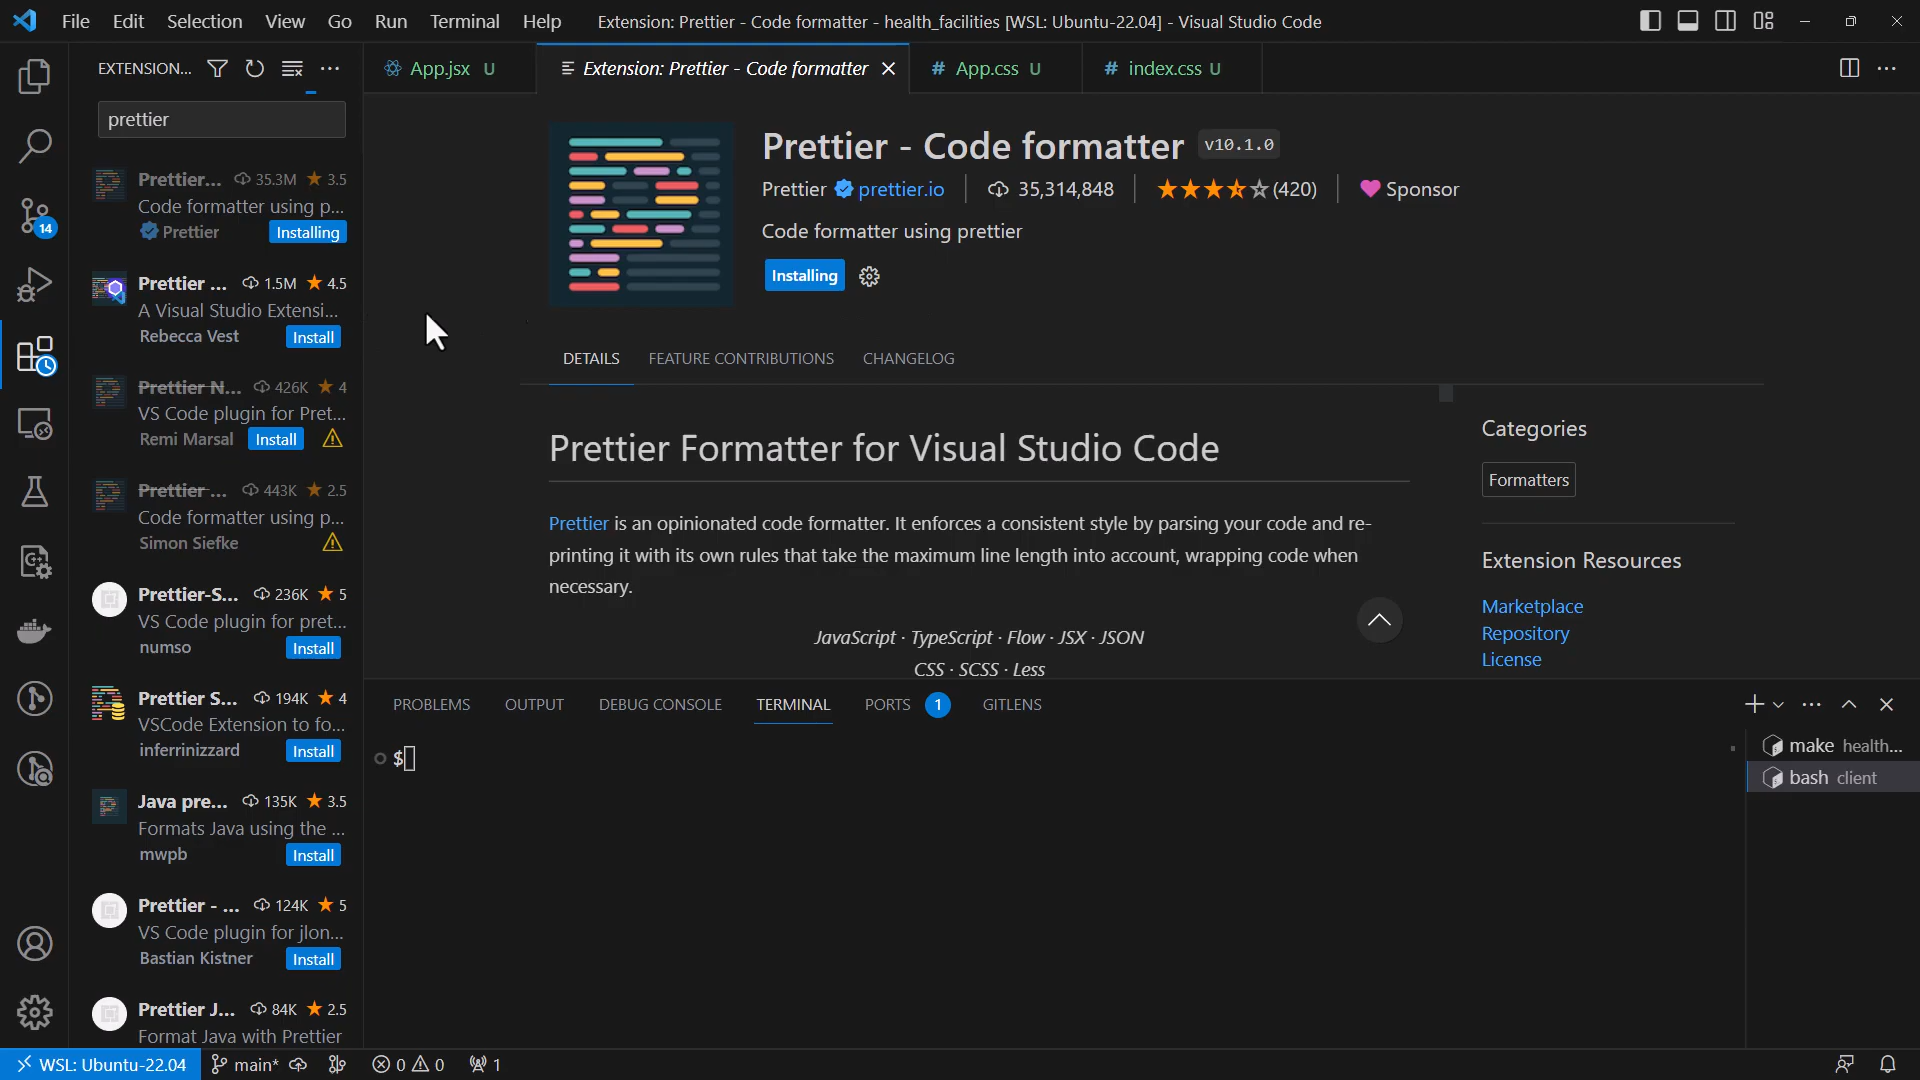 File Edit Selection View Go Run Terminal Help
Extension: Prettier - Code formatter - health_facilities [WSL: Ubuntu-22.04] - Visual Studio Code
EXTENSION...
App.jsx U
Extension: Prettier - Code formatter
# App.css U
# index.css U
prettier
Prettier... 35.3M 3.5
Code formatter using p...
Prettier Installing
Prettier ... 1.5M 4.5
A Visual Studio Extensi...
Rebecca Vest Install
Prettier N... 426K 4
VS Code plugin for Pret...
Remi Marsal Install
Prettier ... 443K 2.5
Code formatter using p...
Simon Siefke
Prettier-S... 236K 5
VS Code plugin for pret...
numso Install
Prettier S... 194K 4
VSCode Extension to fo...
inferrinizzard Install
Java pre... 135K 3.5
Formats Java using the ...
mwpb Install
Prettier - ... 124K 5
VS Code plugin for jlon...
Bastian Kistner Install
Prettier J... 84K 2.5
Format Java with Prettier
14
Prettier - Code formatter v10.1.0
Prettier prettier.io 35,314,848 (420) Sponsor
Code formatter using prettier
Installing
DETAILS FEATURE CONTRIBUTIONS CHANGELOG
Prettier Formatter for Visual Studio Code
Prettier is an opinionated code formatter. It enforces a consistent style by parsing your code and re-
printing it with its own rules that take the maximum line length into account, wrapping code when
necessary.
JavaScript · TypeScript · Flow · JSX · JSON
CSS · SCSS · Less
Categories
Formatters
Extension Resources
Marketplace
Repository
License
PROBLEMS OUTPUT DEBUG CONSOLE TERMINAL PORTS 1 GITLENS
$
make health...
bash client
WSL: Ubuntu-22.04 main* 0 0 1